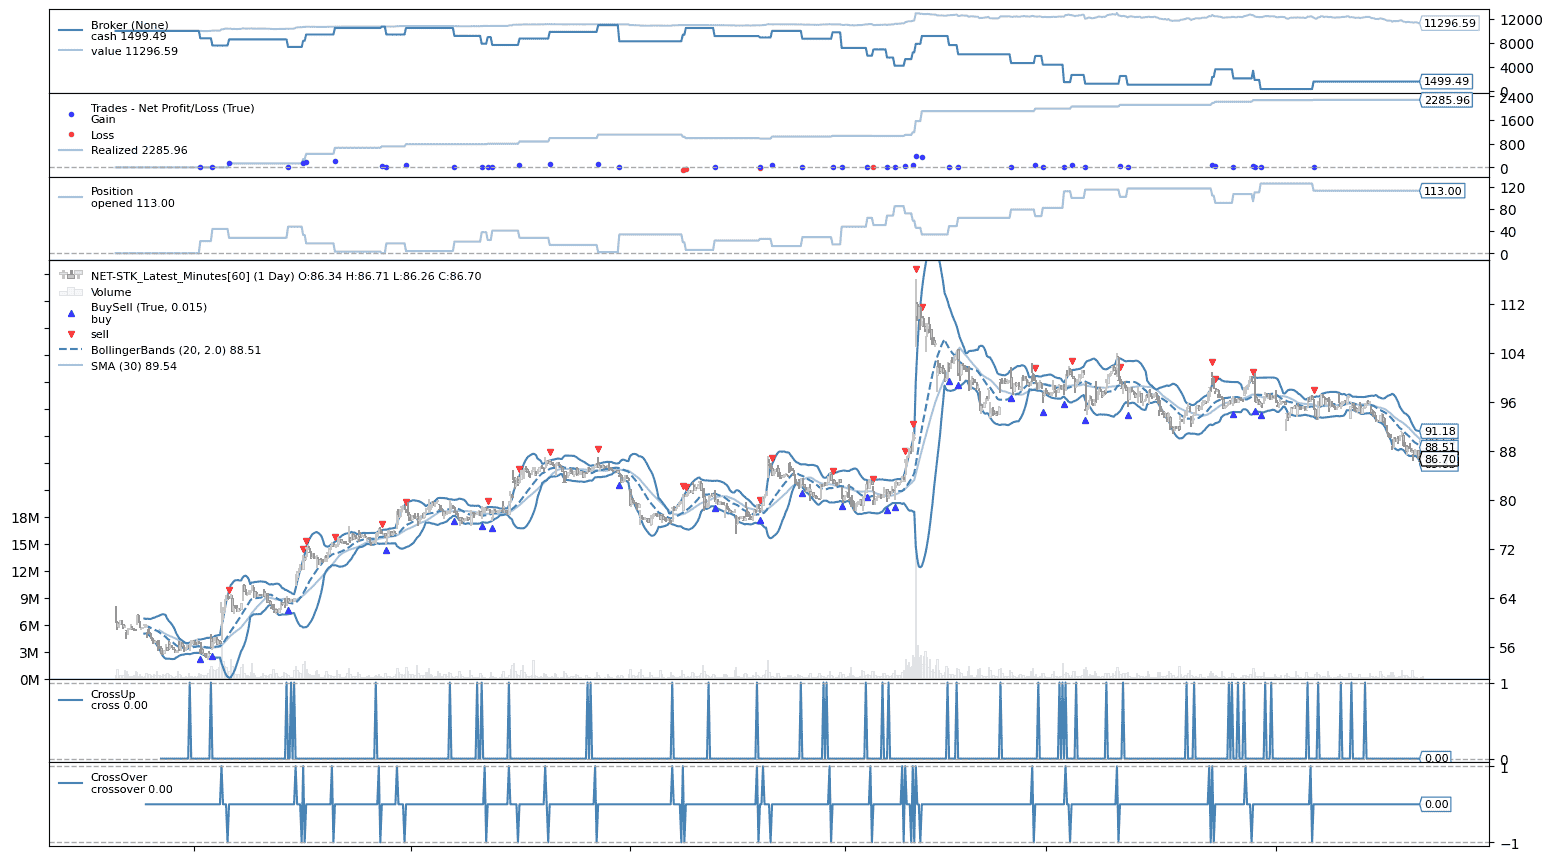 Broker (None)
cash 1499.49
value 11296.59
12000
11296.59
8000
4000
1499.49
0
Trades - Net Profit/Loss (True)
Gain
Loss
Realized 2285.96
2400
2285.96
1600
800
0
Position
opened 113.00
120
113.00
80
40
0
NET-STK_Latest_Minutes[60] (1 Day) O:86.34 H:86.71 L:86.26 C:86.70
Volume
BuySell (True, 0.015)
buy
sell
BollingerBands (20, 2.0) 88.51
SMA (30) 89.54
112
104
96
91.18
88.51
88
86.70
80
72
64
56
18M
15M
12M
9M
6M
3M
0M
CrossUp
cross 0.00
1
0.00
0
CrossOver
crossover 0.00
1
0.00
−1